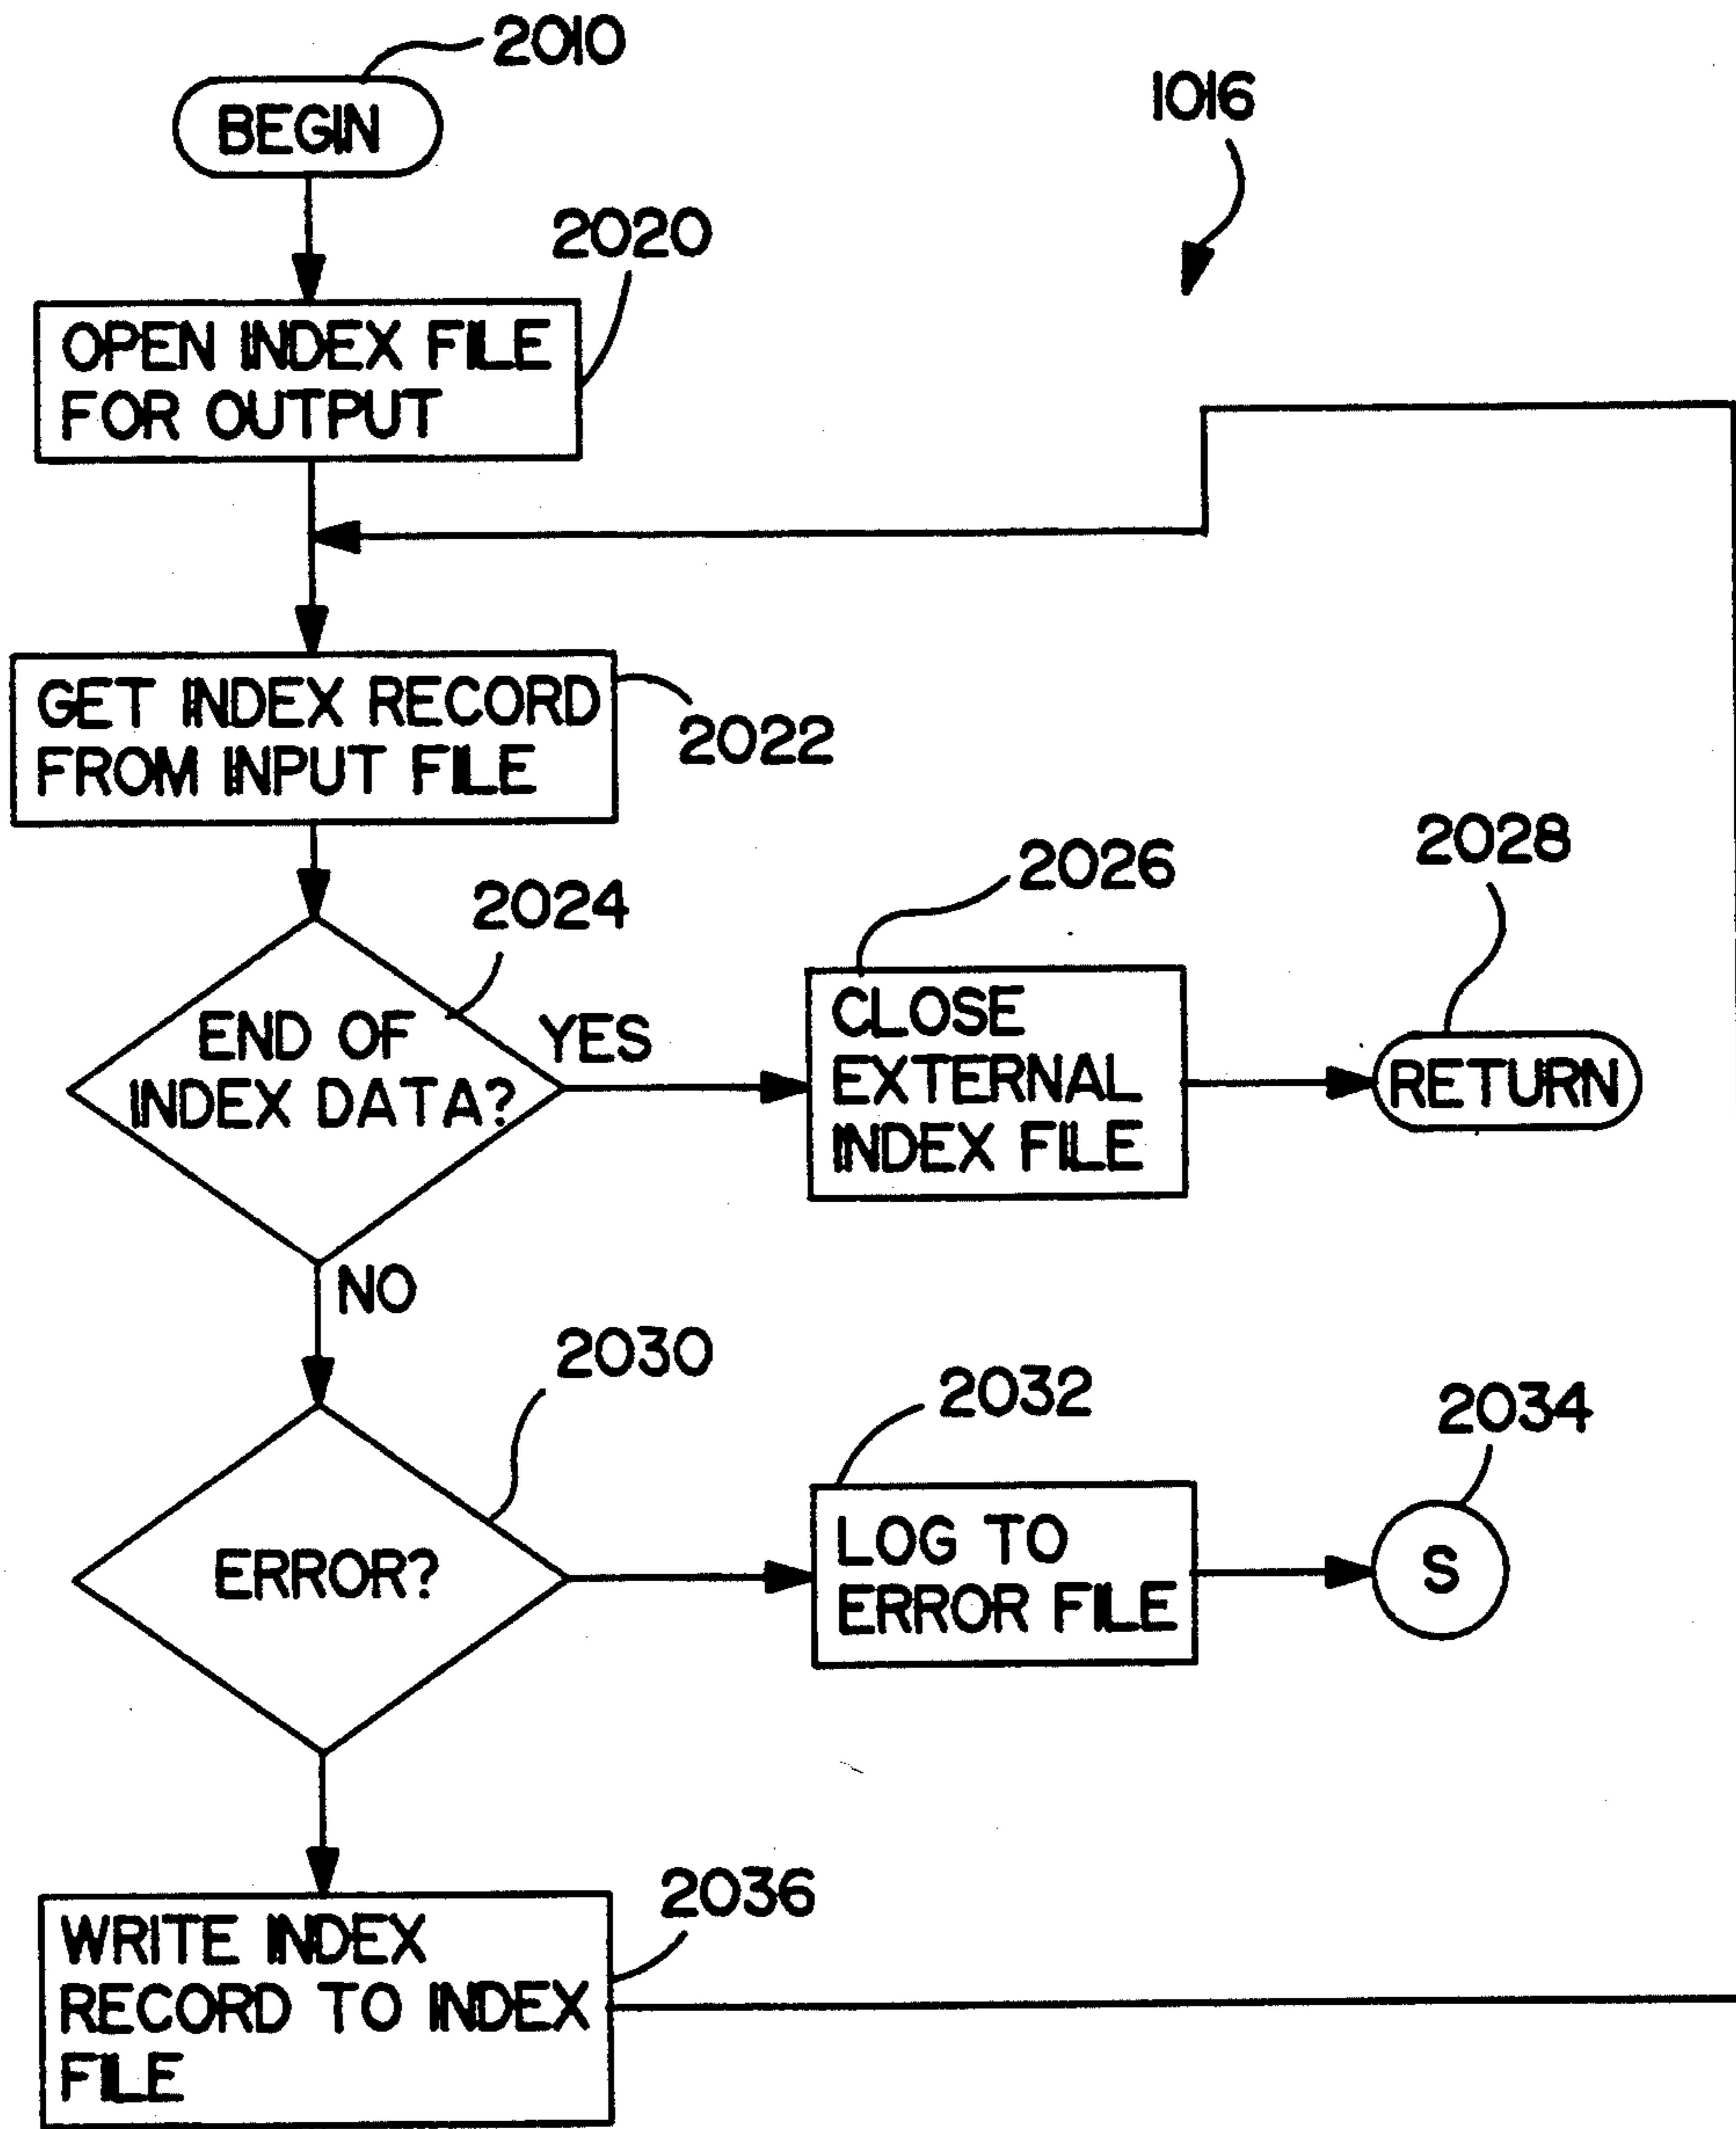 2010
BEGIN
1016
2020
OPEN INDEX FILE
FOR OUTPUT
GET INDEX RECORD
FROM INPUT FILE
2022
2024
END OF
INDEX DATA?
YES
2026
CLOSE
EXTERNAL
INDEX FILE
2028
RETURN
NO
2030
ERROR?
2032
LOG TO
ERROR FILE
2034
S
2036
WRITE INDEX
RECORD TO INDEX
FILE